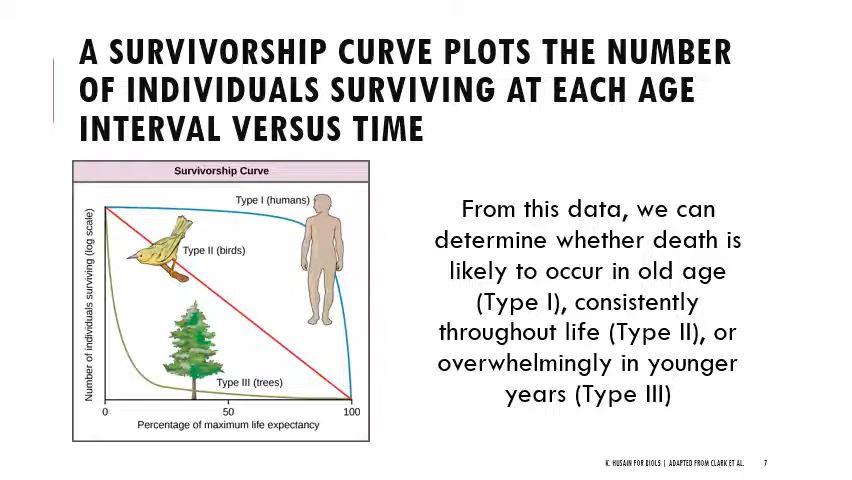 A SURVIVORSHIP CURVE PLOTS THE NUMBER
OF INDIVIDUALS SURVIVING AT EACH AGE
INTERVAL VERSUS TIME
Survivorship Curve
Type I (humans)
Type II (birds)
Type III (trees)
Number of individuals surviving (log scale)
0 50 100
Percentage of maximum life expectancy
From this data, we can
determine whether death is
likely to occur in old age
(Type I), consistently
throughout life (Type II), or
overwhelmingly in younger
years (Type III)
K. HUSAIN FOR BIOL5 | ADAPTED FROM CLARK ET AL. 7